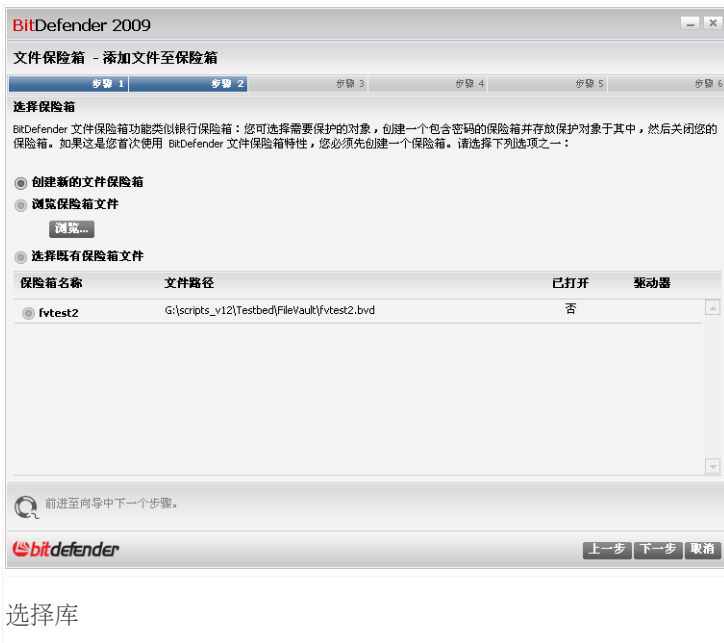 BitDefender 2009
文件保险箱 - 添加文件至保险箱
步骤 1 步骤 2 步骤 3 步骤 4 步骤 5 步骤 6
选择保险箱
BitDefender 文件保险箱功能类似银行保险箱：您可选择需要保护的对象，创建一个包含密码的保险箱并存放保护对象于其中，然后关闭您的
保险箱。如果这是您首次使用 BitDefender 文件保险箱特性，您必须先创建一个保险箱。请选择下列选项之一：
创建新的文件保险箱
浏览保险箱文件
浏览...
选择既有保险箱文件
保险箱名称 文件路径 已打开 驱动器
fvtest2 G:\scripts_v12\Testbed\FileVault\fvtest2.bvd 否
前进至向导中下一个步骤。
bitdefender 上一步 下一步 取消
选择库